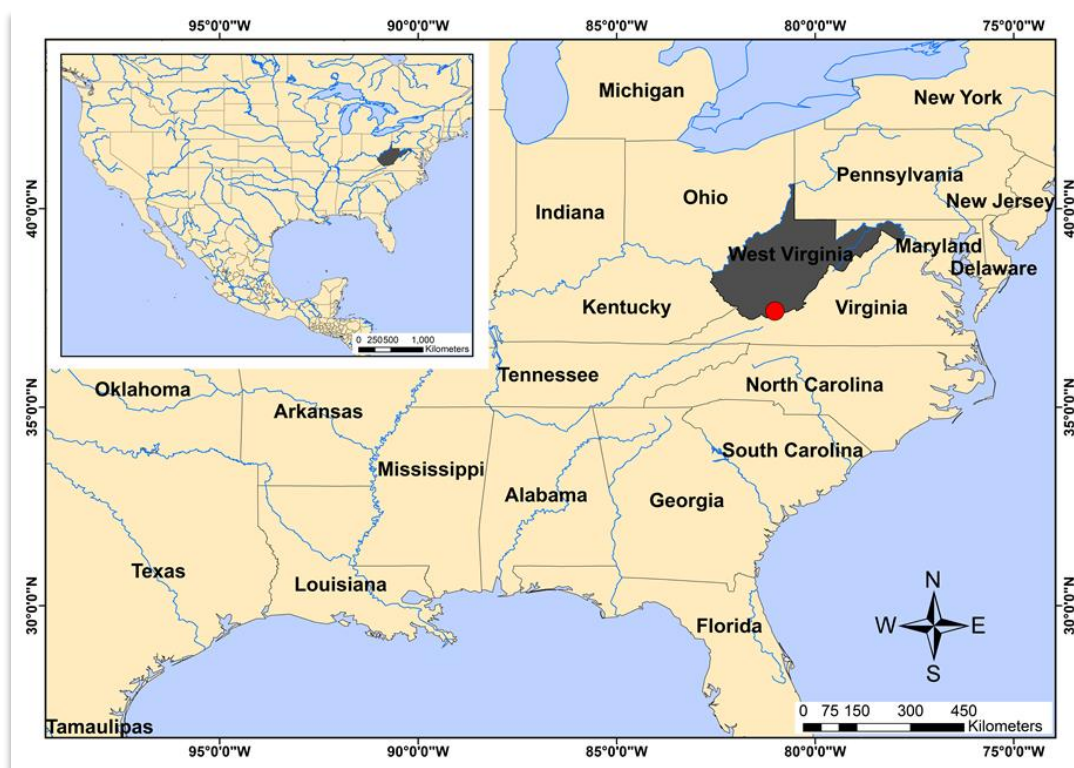 95°0'0"W 90°0'0"W 85°0'0"W 80°0'0"W 75°0'0"W
40°0'0"N
35°0'0"N
30°0'0"N
40°0'0"N
35°0'0"N
30°0'0"N
0 250500 1,000
Kilometers
Michigan
New York
Pennsylvania
New Jersey
Ohio
Indiana
West Virginia
Maryland
Delaware
Kentucky
Virginia
Tennessee
North Carolina
Oklahoma
Arkansas
South Carolina
Mississippi
Alabama
Georgia
Texas
Louisiana
Florida
N
W E
S
0 75 150 300 450
Kilometers
Tamaulipas
95°0'0"W 90°0'0"W 85°0'0"W 80°0'0"W 75°0'0"W